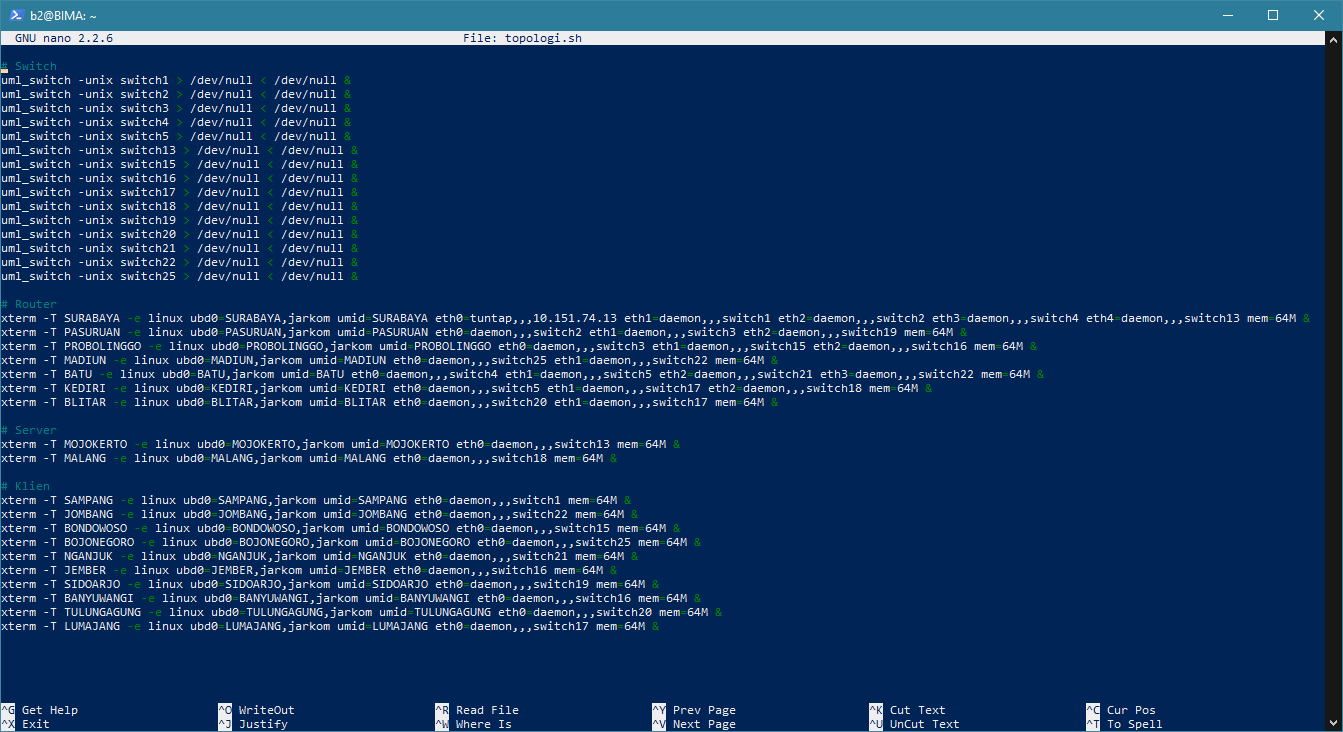 b2@BIMA: ~
GNU nano 2.2.6 File: topologi.sh
# Switch
uml_switch -unix switch1 > /dev/null < /dev/null &
uml_switch -unix switch2 > /dev/null < /dev/null &
uml_switch -unix switch3 > /dev/null < /dev/null &
uml_switch -unix switch4 > /dev/null < /dev/null &
uml_switch -unix switch5 > /dev/null < /dev/null &
uml_switch -unix switch13 > /dev/null < /dev/null &
uml_switch -unix switch15 > /dev/null < /dev/null &
uml_switch -unix switch16 > /dev/null < /dev/null &
uml_switch -unix switch17 > /dev/null < /dev/null &
uml_switch -unix switch18 > /dev/null < /dev/null &
uml_switch -unix switch19 > /dev/null < /dev/null &
uml_switch -unix switch20 > /dev/null < /dev/null &
uml_switch -unix switch21 > /dev/null < /dev/null &
uml_switch -unix switch22 > /dev/null < /dev/null &
uml_switch -unix switch25 > /dev/null < /dev/null &
# Router
xterm -T SURABAYA -e linux ubd0=SURABAYA,jarkom umid=SURABAYA eth0=tuntap,,,10.151.74.13 eth1=daemon,,,switch1 eth2=daemon,,,switch2 eth3=daemon,,,switch4 eth4=daemon,,,switch13 mem=64M &
xterm -T PASURUAN -e linux ubd0=PASURUAN,jarkom umid=PASURUAN eth0=daemon,,,switch2 eth1=daemon,,,switch3 eth2=daemon,,,switch19 mem=64M &
xterm -T PROBOLINGGO -e linux ubd0=PROBOLINGGO,jarkom umid=PROBOLINGGO eth0=daemon,,,switch3 eth1=daemon,,,switch15 eth2=daemon,,,switch16 mem=64M &
xterm -T MADIUN -e linux ubd0=MADIUN,jarkom umid=MADIUN eth0=daemon,,,switch25 eth1=daemon,,,switch22 mem=64M &
xterm -T BATU -e linux ubd0=BATU,jarkom umid=BATU eth0=daemon,,,switch4 eth1=daemon,,,switch5 eth2=daemon,,,switch21 eth3=daemon,,,switch22 mem=64M &
xterm -T KEDIRI -e linux ubd0=KEDIRI,jarkom umid=KEDIRI eth0=daemon,,,switch5 eth1=daemon,,,switch17 eth2=daemon,,,switch18 mem=64M &
xterm -T BLITAR -e linux ubd0=BLITAR,jarkom umid=BLITAR eth0=daemon,,,switch20 eth1=daemon,,,switch17 mem=64M &
# Server
xterm -T MOJOKERTO -e linux ubd0=MOJOKERTO,jarkom umid=MOJOKERTO eth0=daemon,,,switch13 mem=64M &
xterm -T MALANG -e linux ubd0=MALANG,jarkom umid=MALANG eth0=daemon,,,switch18 mem=64M &
# Klien
xterm -T SAMPANG -e linux ubd0=SAMPANG,jarkom umid=SAMPANG eth0=daemon,,,switch1 mem=64M &
xterm -T JOMBANG -e linux ubd0=JOMBANG,jarkom umid=JOMBANG eth0=daemon,,,switch22 mem=64M &
xterm -T BONDOWOSO -e linux ubd0=BONDOWOSO,jarkom umid=BONDOWOSO eth0=daemon,,,switch15 mem=64M &
xterm -T BOJONEGORO -e linux ubd0=BOJONEGORO,jarkom umid=BOJONEGORO eth0=daemon,,,switch25 mem=64M &
xterm -T NGANJUK -e linux ubd0=NGANJUK,jarkom umid=NGANJUK eth0=daemon,,,switch21 mem=64M &
xterm -T JEMBER -e linux ubd0=JEMBER,jarkom umid=JEMBER eth0=daemon,,,switch16 mem=64M &
xterm -T SIDOARJO -e linux ubd0=SIDOARJO,jarkom umid=SIDOARJO eth0=daemon,,,switch19 mem=64M &
xterm -T BANYUWANGI -e linux ubd0=BANYUWANGI,jarkom umid=BANYUWANGI eth0=daemon,,,switch16 mem=64M &
xterm -T TULUNGAGUNG -e linux ubd0=TULUNGAGUNG,jarkom umid=TULUNGAGUNG eth0=daemon,,,switch20 mem=64M &
xterm -T LUMAJANG -e linux ubd0=LUMAJANG,jarkom umid=LUMAJANG eth0=daemon,,,switch17 mem=64M &
^G Get Help ^O WriteOut ^R Read File ^Y Prev Page ^K Cut Text ^C Cur Pos
^X Exit ^J Justify ^W Where Is ^V Next Page ^U UnCut Text ^T To Spell